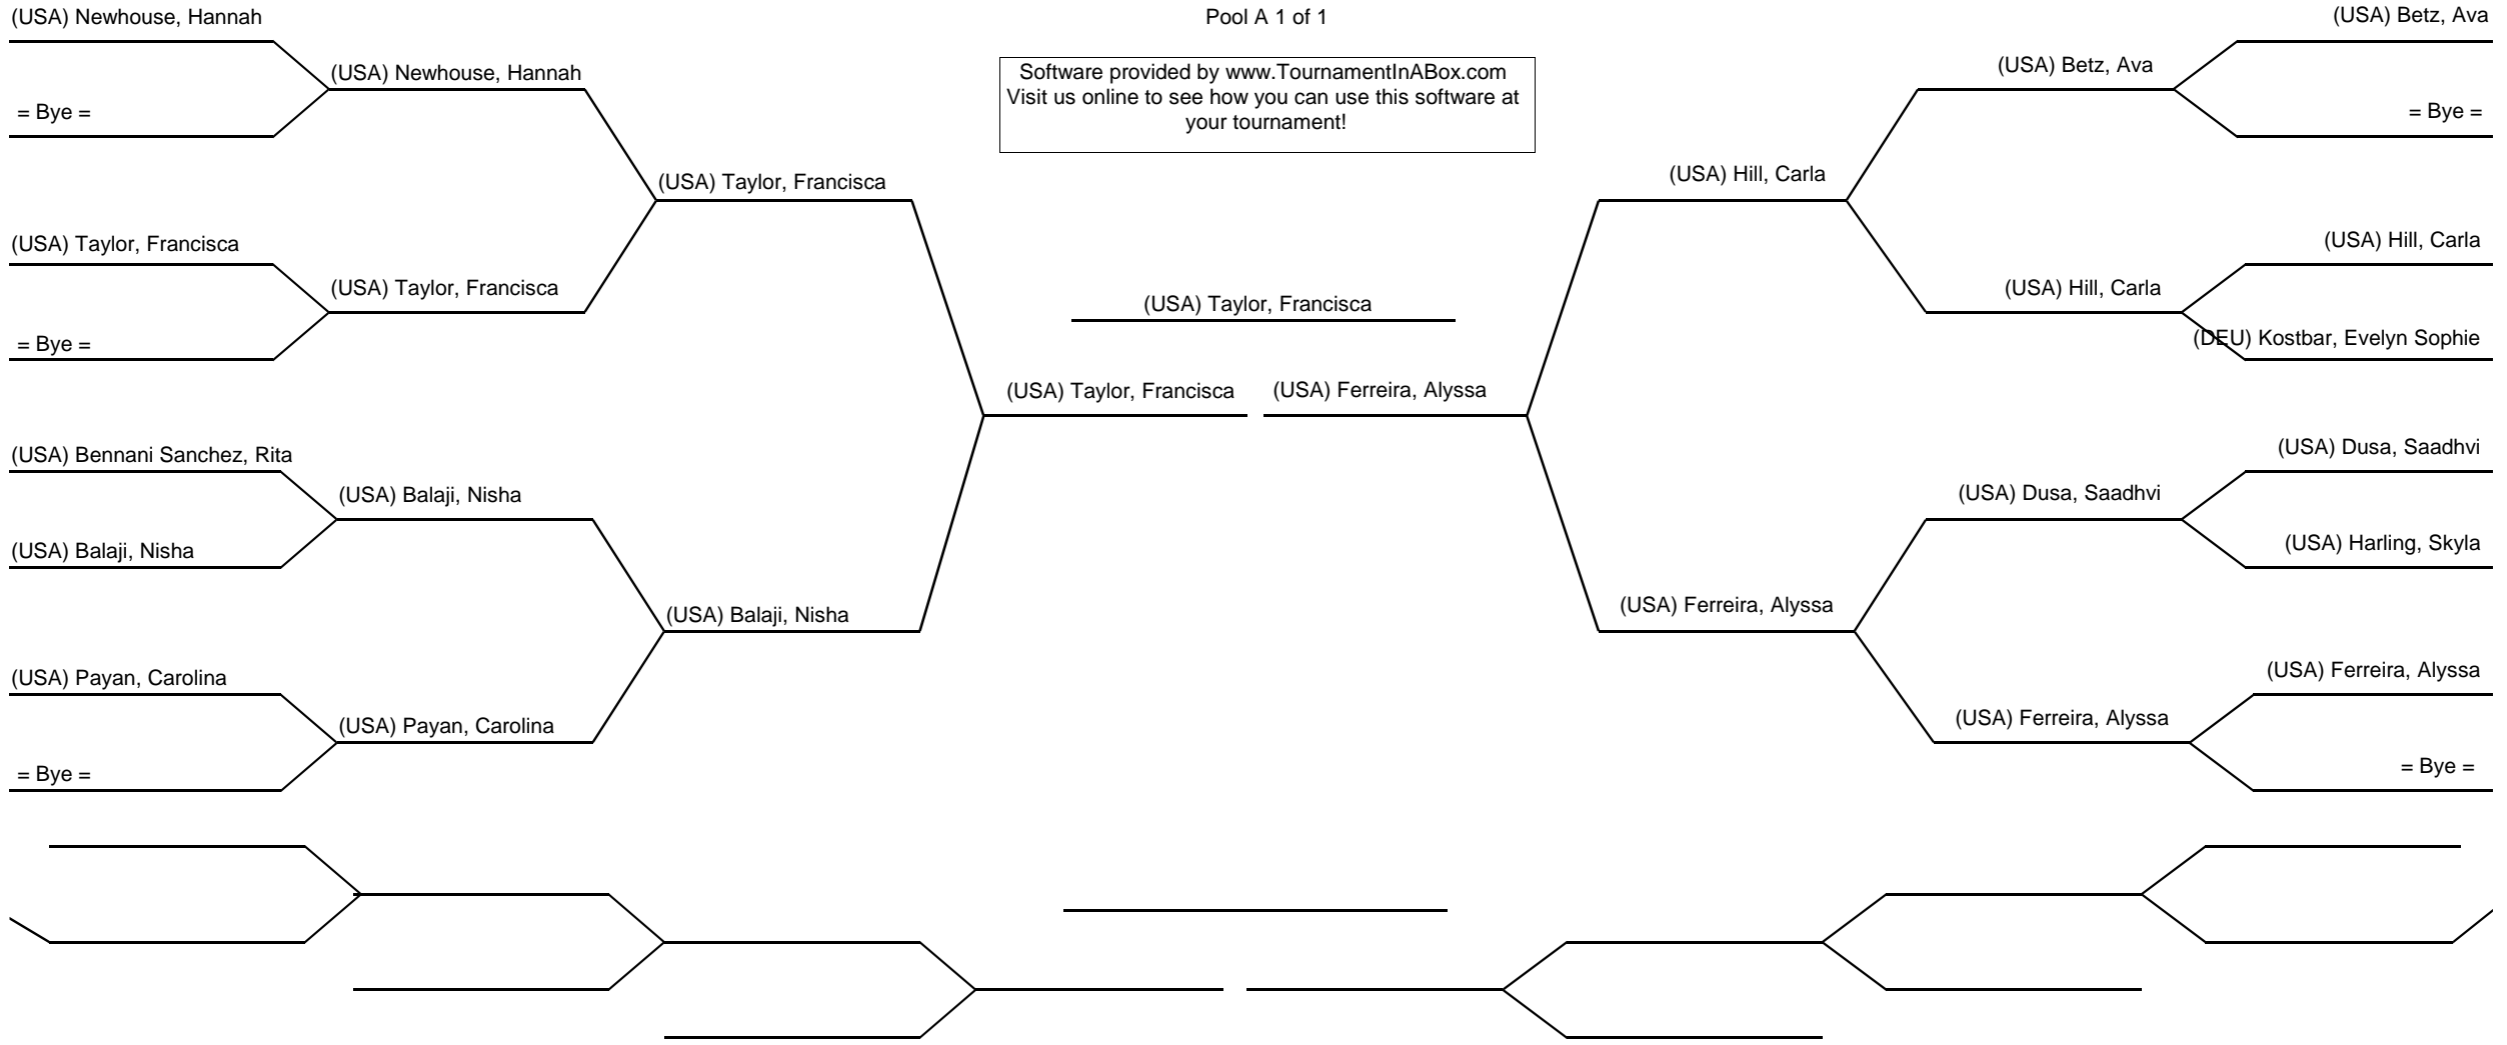 (USA) Newhouse, Hannah
= Bye =
(USA) Taylor, Francisca
= Bye =
(USA) Bennani Sanchez, Rita
(USA) Balaji, Nisha
(USA) Payan, Carolina
= Bye =
(USA) Newhouse, Hannah
(USA) Taylor, Francisca
(USA) Balaji, Nisha
(USA) Payan, Carolina
(USA) Taylor, Francisca
(USA) Balaji, Nisha
Pool A 1 of 1
Software provided by www.TournamentInABox.com
Visit us online to see how you can use this software at
your tournament!
(USA) Taylor, Francisca
(USA) Taylor, Francisca
(USA) Ferreira, Alyssa
(USA) Hill, Carla
(USA) Ferreira, Alyssa
(USA) Betz, Ava
(USA) Hill, Carla
(USA) Dusa, Saadhvi
(USA) Ferreira, Alyssa
(USA) Betz, Ava
= Bye =
(USA) Hill, Carla
(DEU) Kostbar, Evelyn Sophie
(USA) Dusa, Saadhvi
(USA) Harling, Skyla
(USA) Ferreira, Alyssa
= Bye =